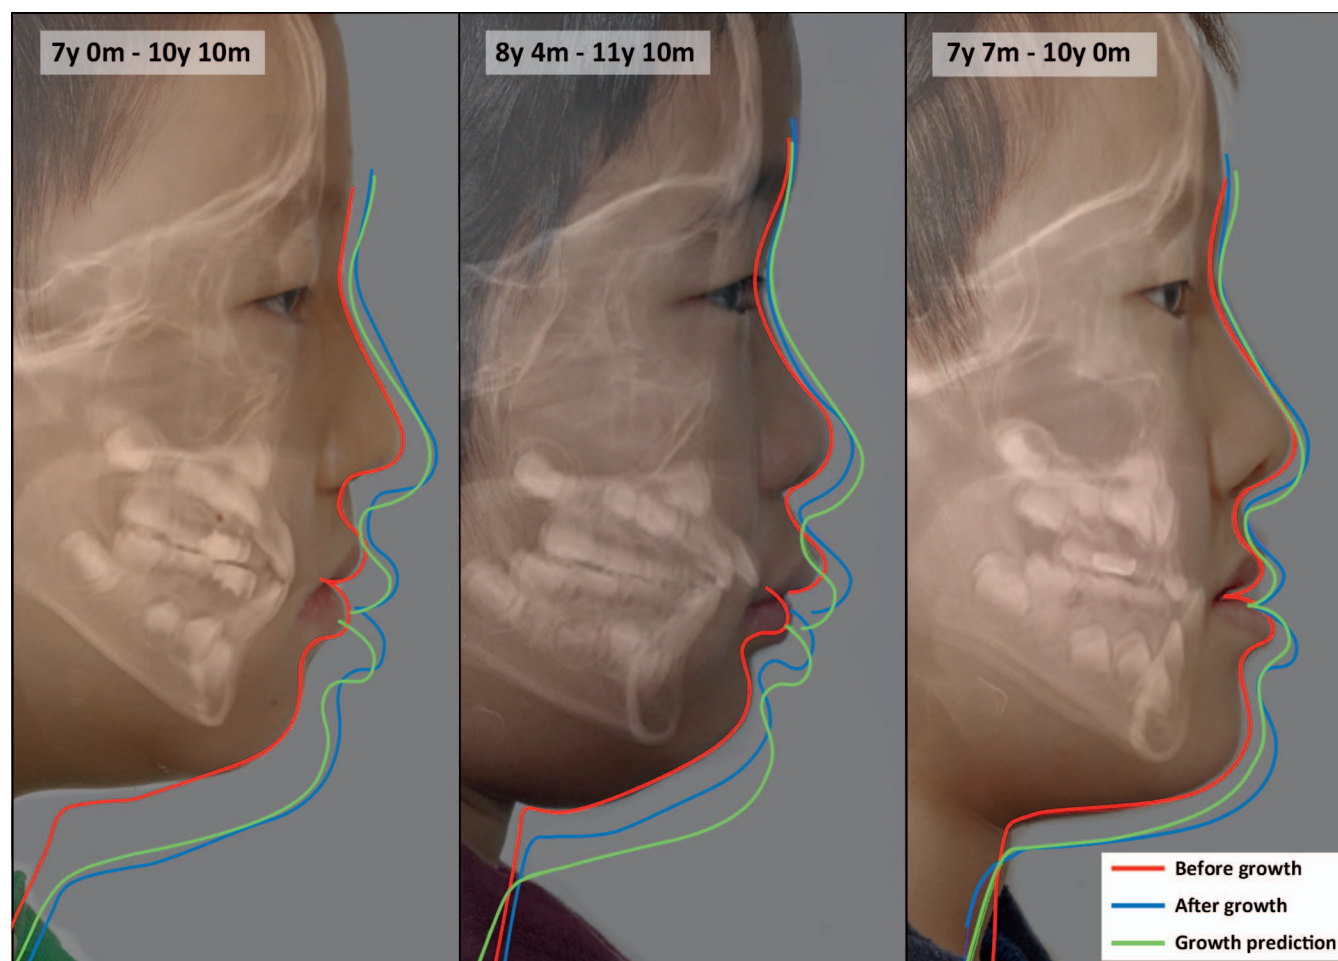 7y 0m - 10y 10m
8y 4m - 11y 10m
7y 7m - 10y 0m
Before growth
After growth
Growth prediction